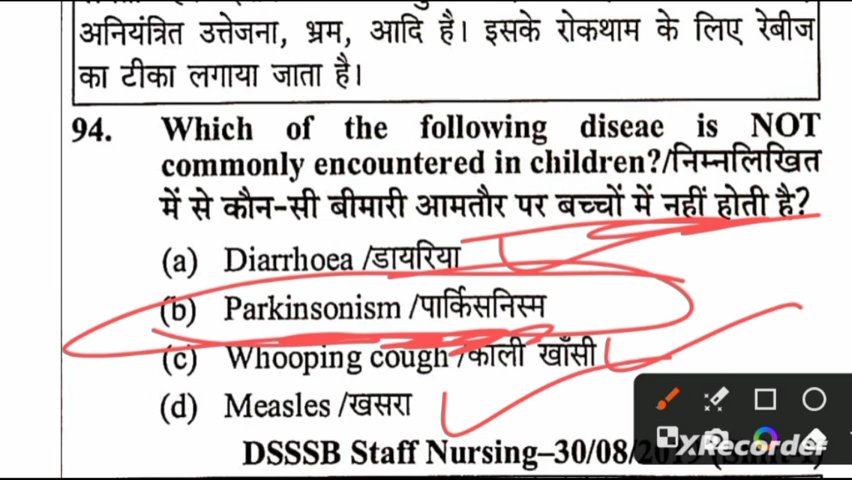 अनियंत्रित उत्तेजना, भ्रम, आदि है। इसके रोकथाम के लिए रेबीज
का टीका लगाया जाता है।
94. Which of the following diseae is NOT
commonly encountered in children?/निम्नलिखित
में से कौन-सी बीमारी आमतौर पर बच्चों में नहीं होती है?
(a) Diarrhoea /डायरिया
(b) Parkinsonism /पार्किसनिस्म
(c) Whooping cough /काली खाँसी
(d) Measles /खसरा
DSSSB Staff Nursing–30/08/
XRecorder